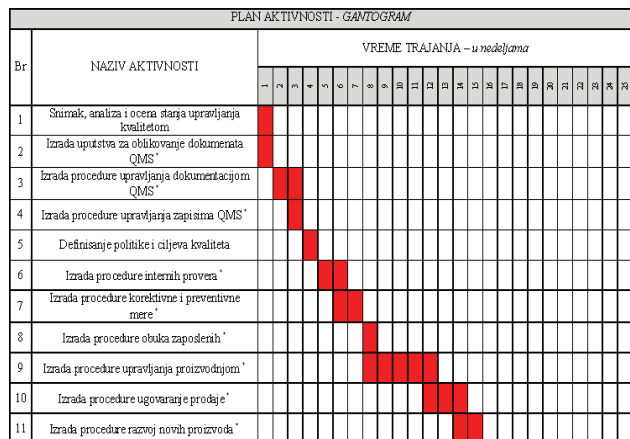 PLAN AKTIVNOSTI - GANTOGRAM
Br
NAZIV AKTIVNOSTI
VREME TRAJANJA – u nedeljama
1 2 3 4 5 6 7 8 9 10 11 12 13 14 15 16 17 18 19 20 21 22 23 24 25
1
Snimak, analiza i ocena stanja upravljanja
kvalitetom
2
Izrada uputstva za oblikovanje dokumenata
QMS*
3
Izrada procedure upravljanja dokumentacijom
QMS*
4
Izrada procedure upravljanja zapisima QMS*
5
Definisanje politike i ciljeva kvaliteta
6
Izrada procedure internih provera*
7
Izrada procedure korektivne i preventivne
mere*
8
Izrada procedure obuka zaposlenih*
9
Izrada procedure upravljanja proizvodnjom*
10
Izrada procedure ugovaranje prodaje*
11
Izrada procedure razvoj novih proizvoda*